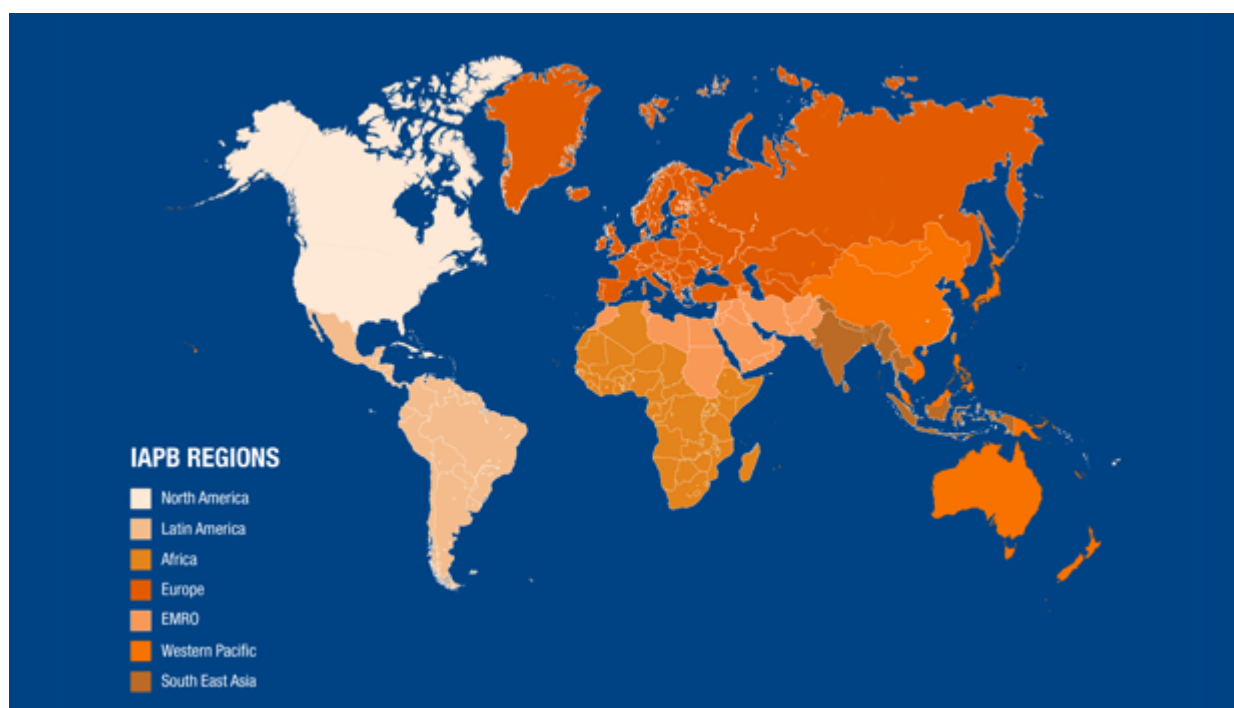 IAPB REGIONS
North America
Latin America
Africa
Europe
EMRO
Western Pacific
South East Asia